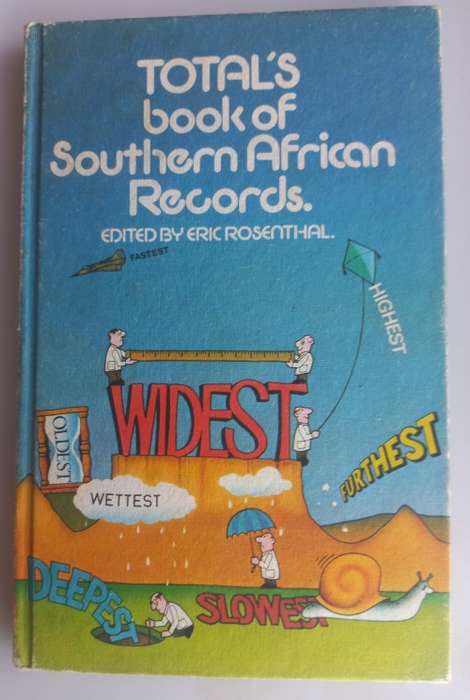 TOTAL'S
book of
Southern African
Records.
EDITED BY ERIC ROSENTHAL.
FASTEST
HIGHEST
WIDEST
OLDEST
FURTHEST
WETTEST
DEEPEST
SLOWEST